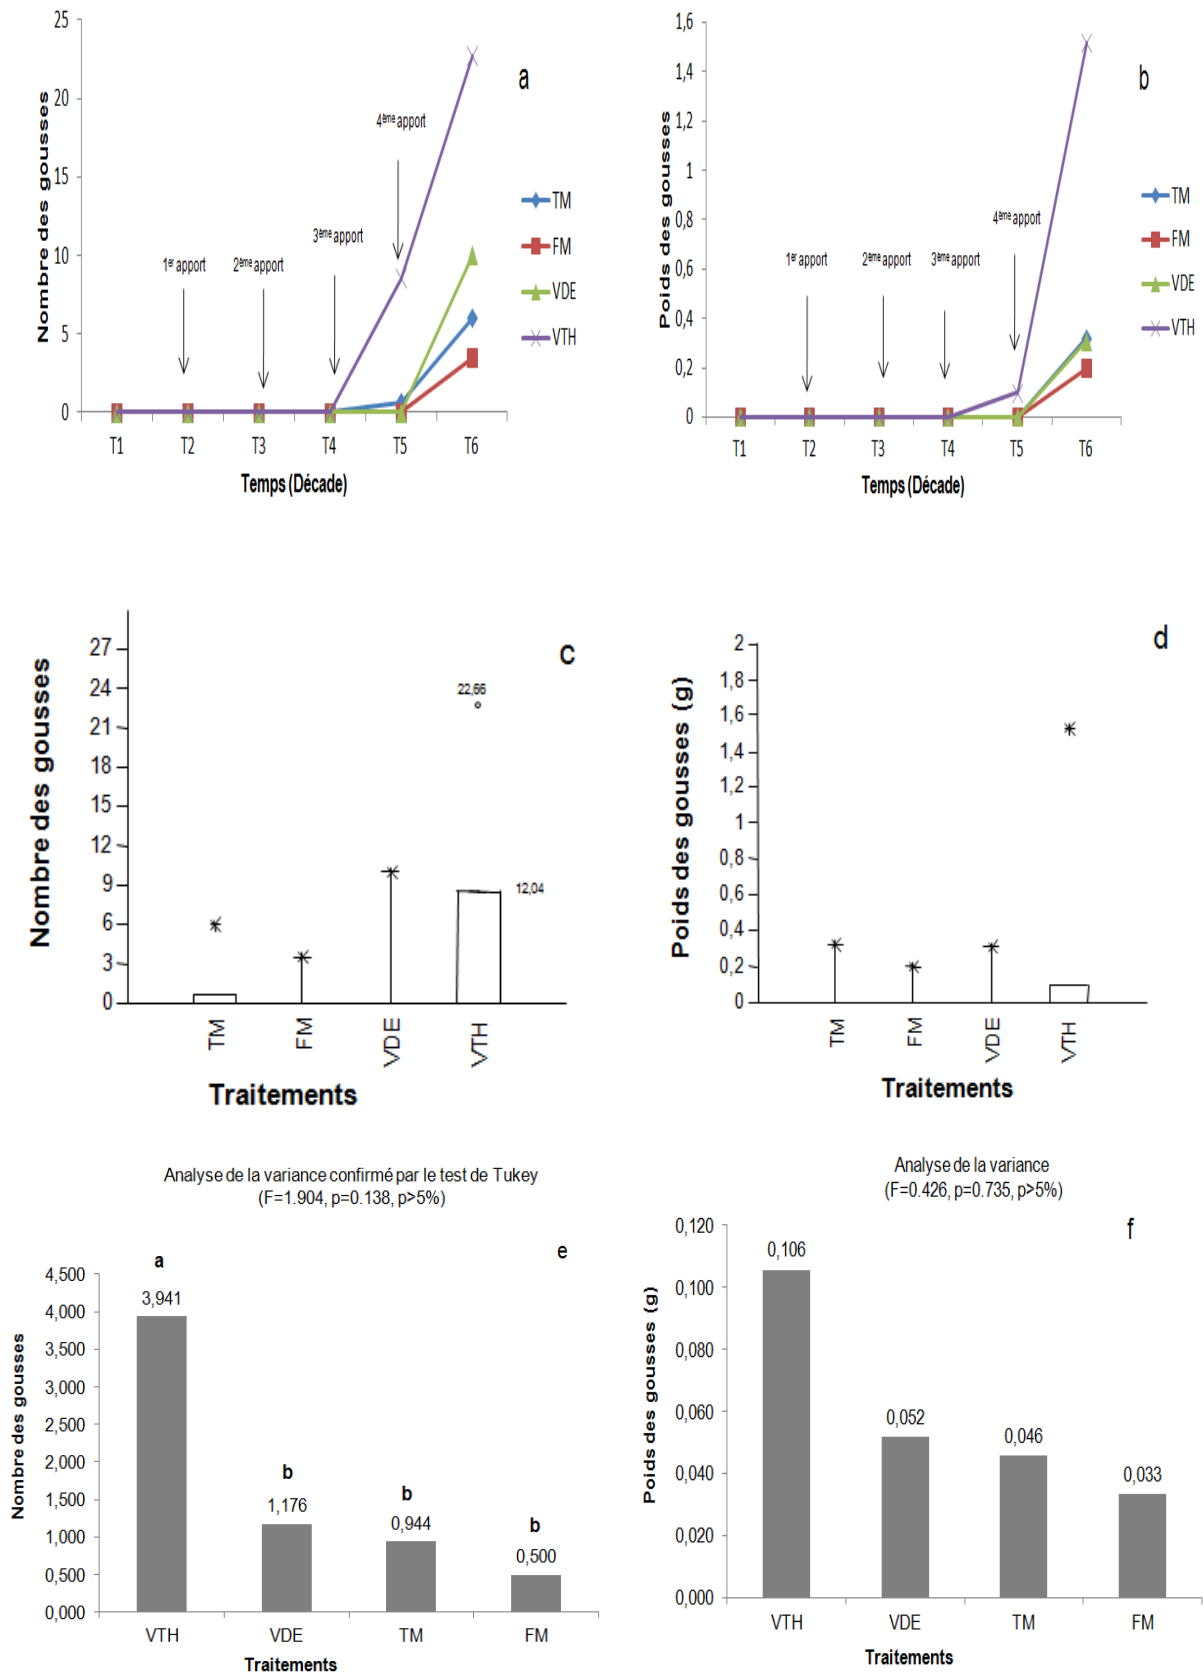 25
20
15
10
5
0
Nombre des gousses
a
4ème apport
3ème apport
1er apport
2ème apport
TM
FM
VDE
VTH
T1 T2 T3 T4 T5 T6
Temps (Décade)
1,6
1,4
1,2
1
0,8
0,6
0,4
0,2
0
Poids des gousses
b
4ème apport
1er apport
2ème apport
3ème apport
TM
FM
VDE
VTH
T1 T2 T3 T4 T5 T6
Temps (Décade)
27
24
21
18
15
12
9
6
3
0
Nombre des gousses
c
22,66
12,04
TM FM VDE VTH
Traitements
2
1,8
1,6
1,4
1,2
1
0,8
0,6
0,4
0,2
0
Poids des gousses (g)
d
TM FM VDE VTH
Traitements
Analyse de la variance confirmé par le test de Tukey
(F=1.904, p=0.138, p>5%)
e
4,500
4,000
3,500
3,000
2,500
2,000
1,500
1,000
0,500
0,000
Nombre des gousses
a
3,941
b
1,176
b
0,944
b
0,500
VTH VDE TM FM
Traitements
Analyse de la variance
(F=0.426, p=0.735, p>5%)
f
0,120
0,100
0,080
0,060
0,040
0,020
0,000
Poids des gousses (g)
0,106
0,052
0,046
0,033
VTH VDE TM FM
Traitements